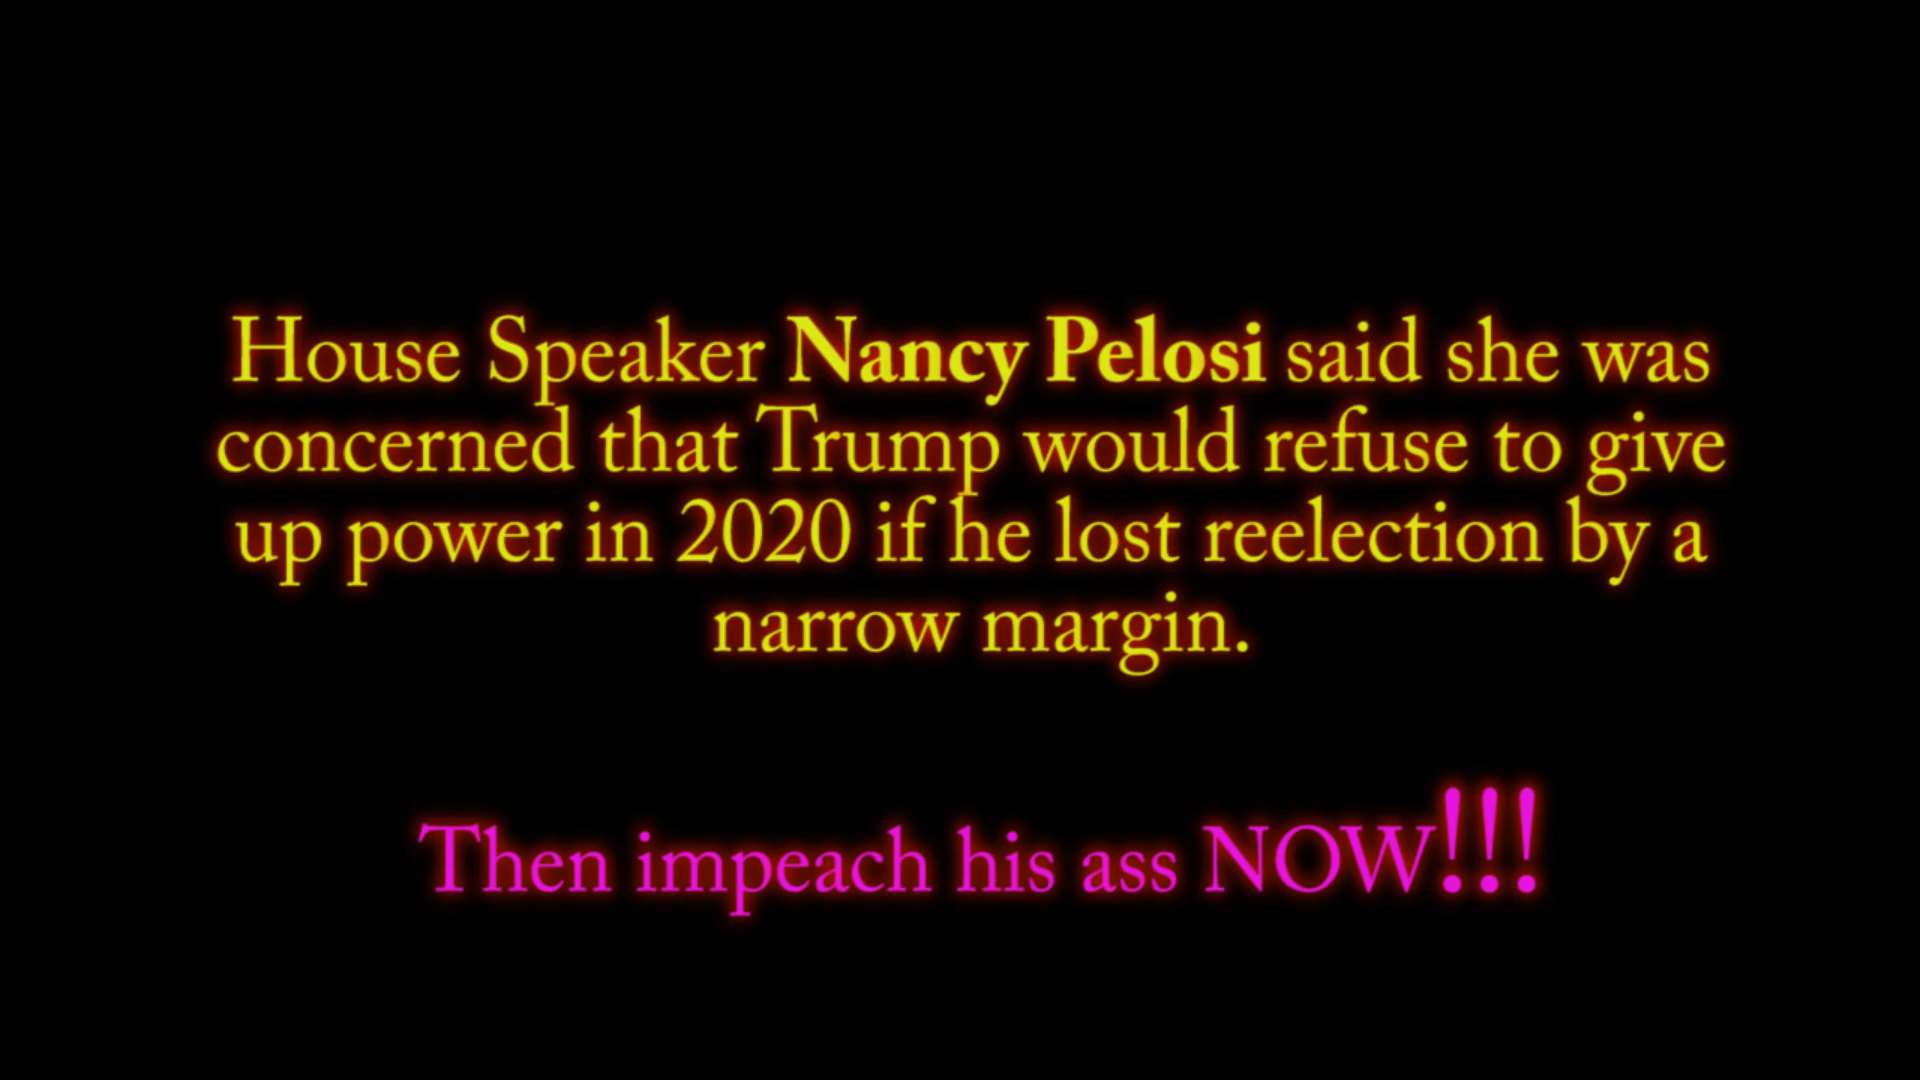 House Speaker Nancy Pelosi said she was
concerned that Trump would refuse to give
up power in 2020 if he lost reelection by a
narrow margin.
Then impeach his ass NOW!!!